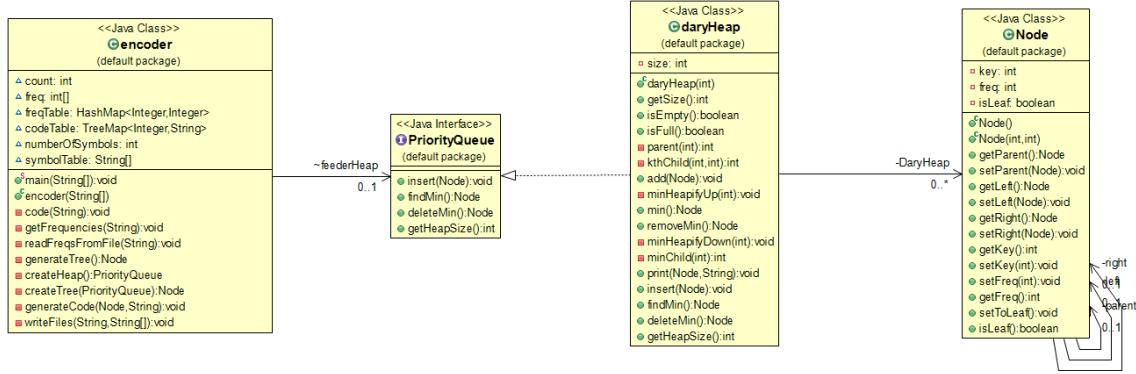 <<Java Class>>
encoder
(default package)
count: int
freq: int[]
freqTable: HashMap<Integer,Integer>
codeTable: TreeMap<Integer,String>
numberOfSymbols: int
symbolTable: String[]
main(String[]):void
encoder(String[])
code(String):void
getFrequencies(String):void
readFreqsFromFile(String):void
generateTree():Node
createHeap():PriorityQueue
createTree(PriorityQueue):Node
generateCode(Node,String):void
writeFiles(String,String[]):void
~feederHeap
0..1
<<Java Interface>>
PriorityQueue
(default package)
insert(Node):void
findMin():Node
deleteMin():Node
getHeapSize():int
<<Java Class>>
daryHeap
(default package)
size: int
daryHeap(int)
getSize():int
isEmpty():boolean
isFull():boolean
parent(int):int
kthChild(int,int):int
add(Node):void
minHeapifyUp(int):void
min():Node
removeMin():Node
minHeapifyDown(int):void
minChild(int):int
print(Node,String):void
insert(Node):void
findMin():Node
deleteMin():Node
getHeapSize():int
-DaryHeap
0..*
<<Java Class>>
Node
(default package)
key: int
freq: int
isLeaf: boolean
Node()
Node(int,int)
getParent():Node
setParent(Node):void
getLeft():Node
setLeft(Node):void
getRight():Node
setRight(Node):void
getKey():int
setKey(int):void
setFreq(int):void
getFreq():int
setToLeaf():void
isLeaf():boolean
-right
-left
0..1
0..1
-parent
0..1